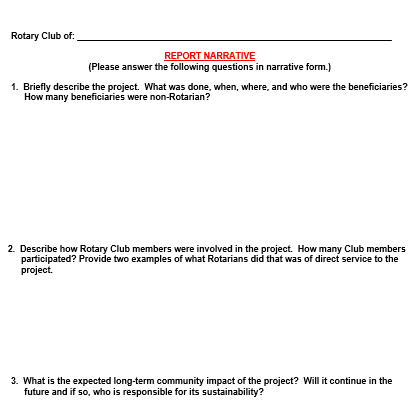 Rotary Club of: ___________________________________________________________________
REPORT NARRATIVE
(Please answer the following questions in narrative form.)
1. Briefly describe the project. What was done, when, where, and who were the beneficiaries?
How many beneficiaries were non-Rotarian?
2. Describe how Rotary Club members were involved in the project. How many Club members
participated? Provide two examples of what Rotarians did that was of direct service to the
project.
3. What is the expected long-term community impact of the project? Will it continue in the
future and if so, who is responsible for its sustainability?